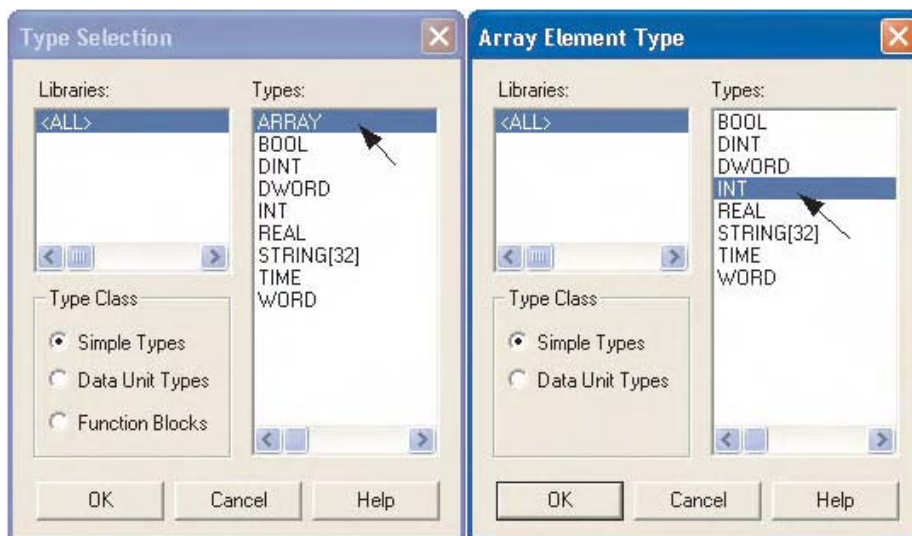 Type Selection
Libraries:
<ALL>
Types:
ARRAY
BOOL
DINT
DWORD
INT
REAL
STRING[32]
TIME
WORD
Type Class
Simple Types
Data Unit Types
Function Blocks
OK
Cancel
Help
Array Element Type
Libraries:
<ALL>
Types:
BOOL
DINT
DWORD
INT
REAL
STRING[32]
TIME
WORD
Type Class
Simple Types
Data Unit Types
OK
Cancel
Help